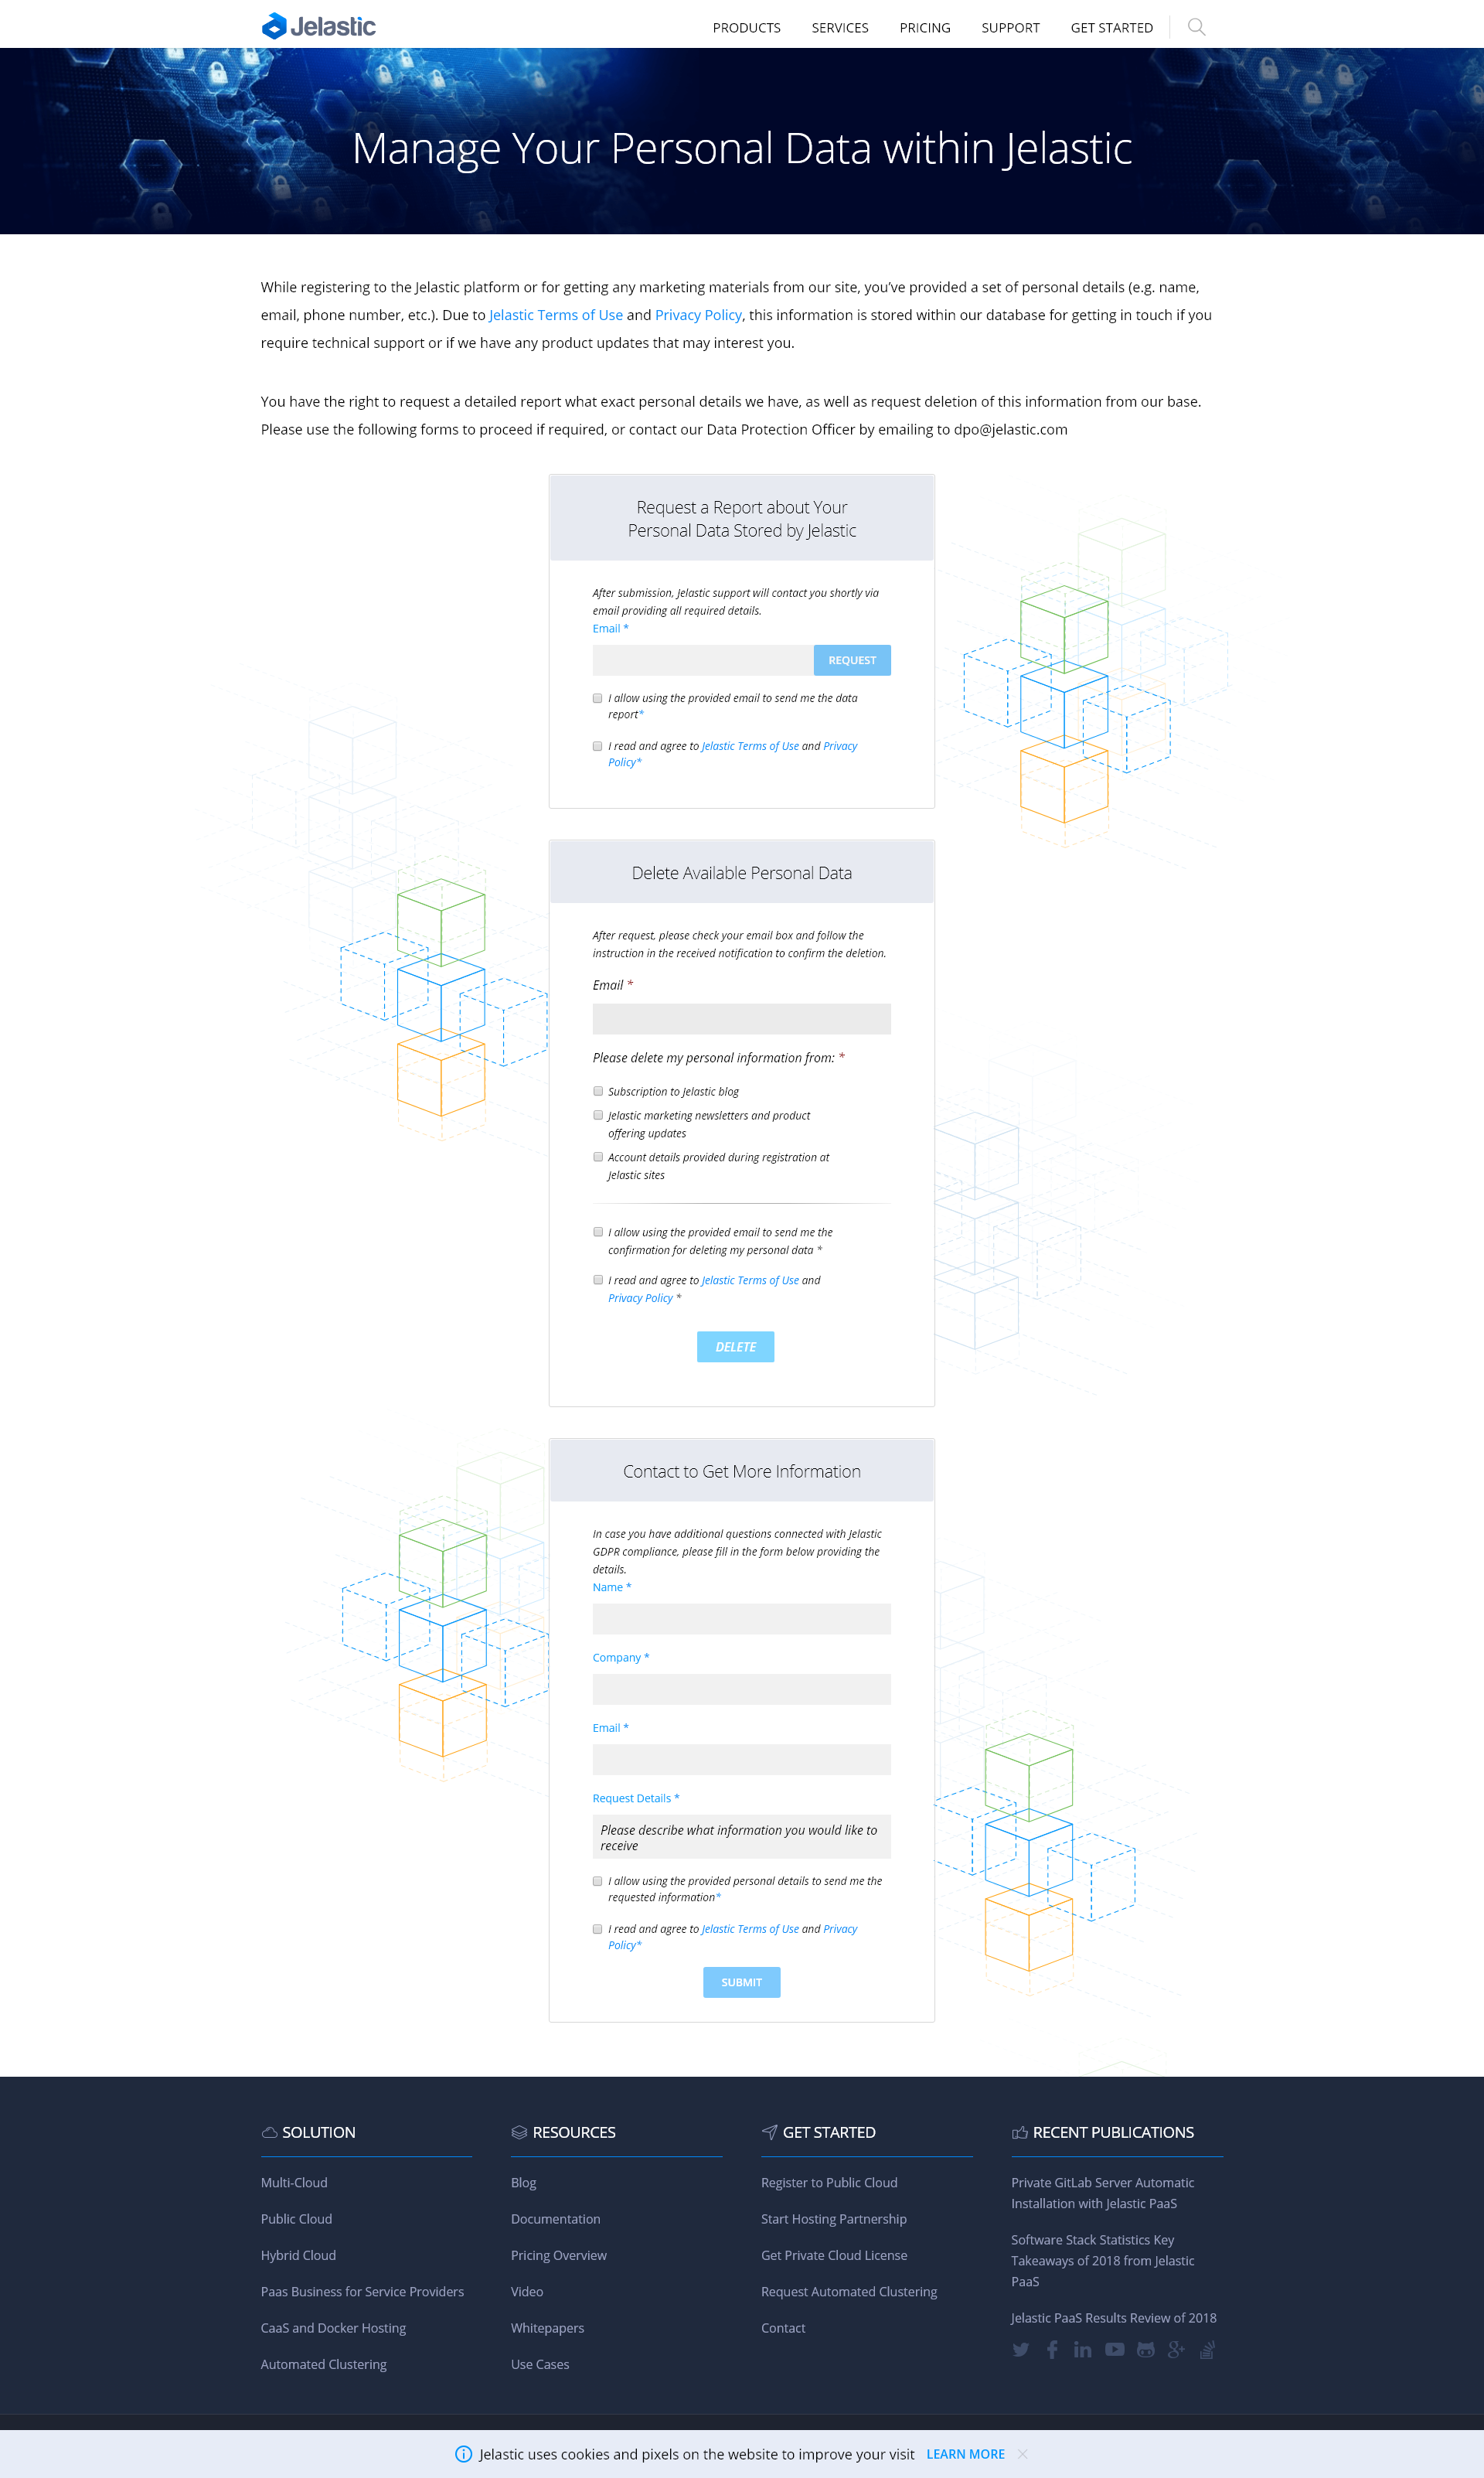 Jelastic
PRODUCTS SERVICES PRICING SUPPORT GET STARTED
Manage Your Personal Data within Jelastic
While registering to the Jelastic platform or for getting any marketing materials from our site, you’ve provided a set of personal details (e.g. name,
email, phone number, etc.). Due to Jelastic Terms of Use and Privacy Policy, this information is stored within our database for getting in touch if you
require technical support or if we have any product updates that may interest you.
You have the right to request a detailed report what exact personal details we have, as well as request deletion of this information from our base.
Please use the following forms to proceed if required, or contact our Data Protection Officer by emailing to dpo@jelastic.com
Request a Report about Your
Personal Data Stored by Jelastic
After submission, Jelastic support will contact you shortly via
email providing all required details.
Email *
REQUEST
I allow using the provided email to send me the data
report*
I read and agree to Jelastic Terms of Use and Privacy
Policy*
Delete Available Personal Data
After request, please check your email box and follow the
instruction in the received notification to confirm the deletion.
Email *
Please delete my personal information from: *
Subscription to Jelastic blog
Jelastic marketing newsletters and product
offering updates
Account details provided during registration at
Jelastic sites
I allow using the provided email to send me the
confirmation for deleting my personal data *
I read and agree to Jelastic Terms of Use and
Privacy Policy *
DELETE
Contact to Get More Information
In case you have additional questions connected with Jelastic
GDPR compliance, please fill in the form below providing the
details.
Name *
Company *
Email *
Request Details *
Please describe what information you would like to
receive
I allow using the provided personal details to send me the
requested information*
I read and agree to Jelastic Terms of Use and Privacy
Policy*
SUBMIT
SOLUTION
Multi-Cloud
Public Cloud
Hybrid Cloud
Paas Business for Service Providers
CaaS and Docker Hosting
Automated Clustering
RESOURCES
Blog
Documentation
Pricing Overview
Video
Whitepapers
Use Cases
GET STARTED
Register to Public Cloud
Start Hosting Partnership
Get Private Cloud License
Request Automated Clustering
Contact
RECENT PUBLICATIONS
Private GitLab Server Automatic
Installation with Jelastic PaaS
Software Stack Statistics Key
Takeaways of 2018 from Jelastic
PaaS
Jelastic PaaS Results Review of 2018
Jelastic uses cookies and pixels on the website to improve your visit LEARN MORE